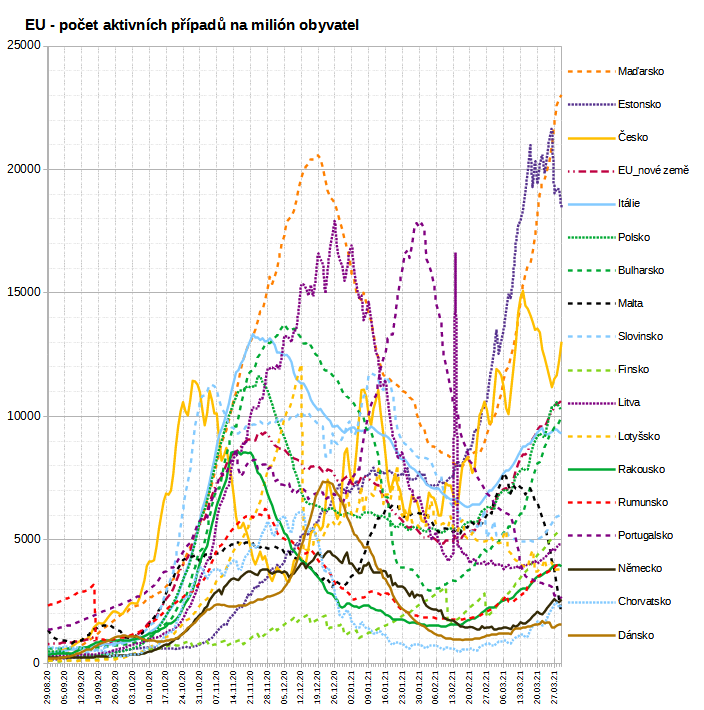 EU - počet aktivních případů na milión obyvatel
25000
20000
15000
10000
5000
0
Maďarsko
Estonsko
Česko
EU_nové země
Itálie
Polsko
Bulharsko
Malta
Slovinsko
Finsko
Litva
Lotyšsko
Rakousko
Rumunsko
Portugalsko
Německo
Chorvatsko
Dánsko
29.08.20
05.09.20
12.09.20
19.09.20
26.09.20
03.10.20
10.10.20
17.10.20
24.10.20
31.10.20
07.11.20
14.11.20
21.11.20
28.11.20
05.12.20
12.12.20
19.12.20
26.12.20
02.01.21
09.01.21
16.01.21
23.01.21
30.01.21
06.02.21
13.02.21
20.02.21
27.02.21
06.03.21
13.03.21
20.03.21
27.03.21